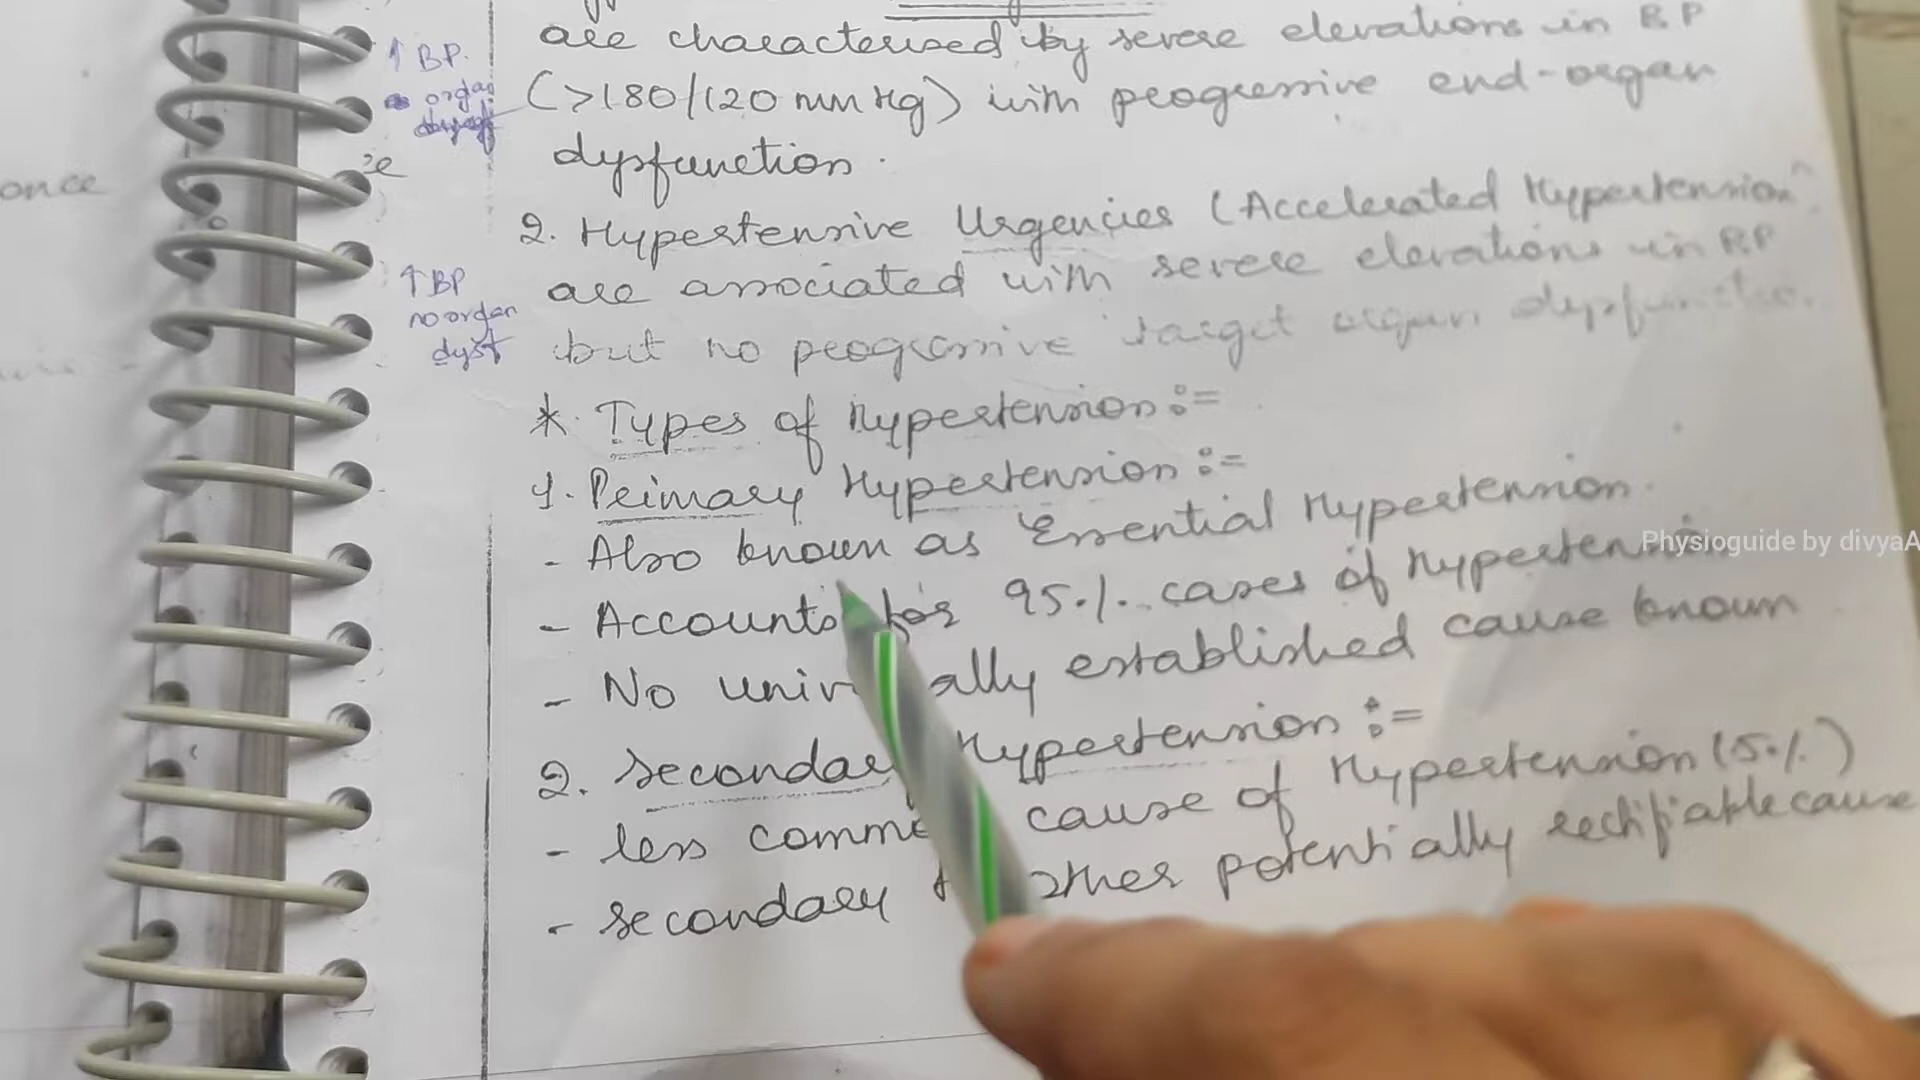 are characterised by severe elevations in BP
(>180/120 mm Hg) with progressive end-organ
dysfunction.
2. Hypertensive Urgencies (Accelerated Hypertension"
are associated with severe elevations in BP
but no progressive target organ dysfunction.
* Types of Hypertension :=
1. Primary Hypertension :=
- Also known as Essential Hypertension.
- Accounts for 95% cases of Hypertension
- No univ ally established cause known
2. Secondary Hypertension :=
- less comm cause of Hypertension (5%)
- secondary other potentially rectifiable cause
↑ BP.
organ
↑ BP
no organ
dysf
once
Physioguide by divyaA